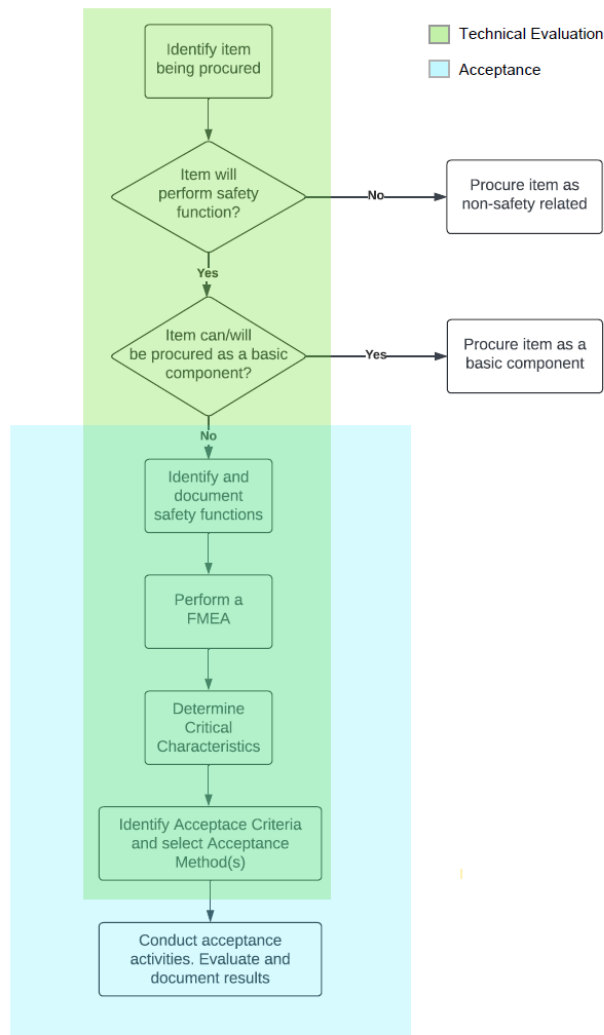 Identify item
being procured
Technical Evaluation
Acceptance
Item will
perform safety
function?
No
Procure item as
non-safety related
Yes
Item can/will
be procured as a basic
component?
Yes
Procure item as a
basic component
No
Identify and
document
safety functions
Perform a
FMEA
Determine
Critical
Characteristics
Identify Acceptace Criteria
and select Acceptance
Method(s)
Conduct acceptance
activities. Evaluate and
document results